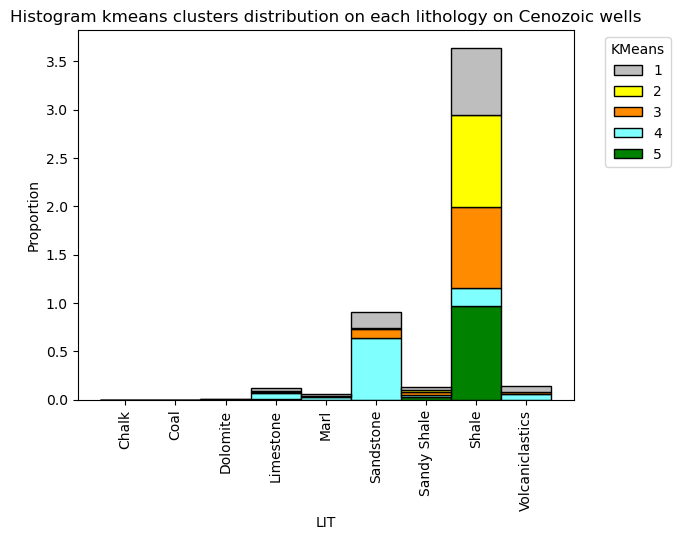 Histogram kmeans clusters distribution on each lithology on Cenozoic wells
KMeans
1
2
3
4
5
3.5
3.0
2.5
2.0
1.5
1.0
0.5
0.0
Proportion
Chalk
Coal
Dolomite
Limestone
Marl
Sandstone
Sandy Shale
Shale
Volcaniclastics
LIT